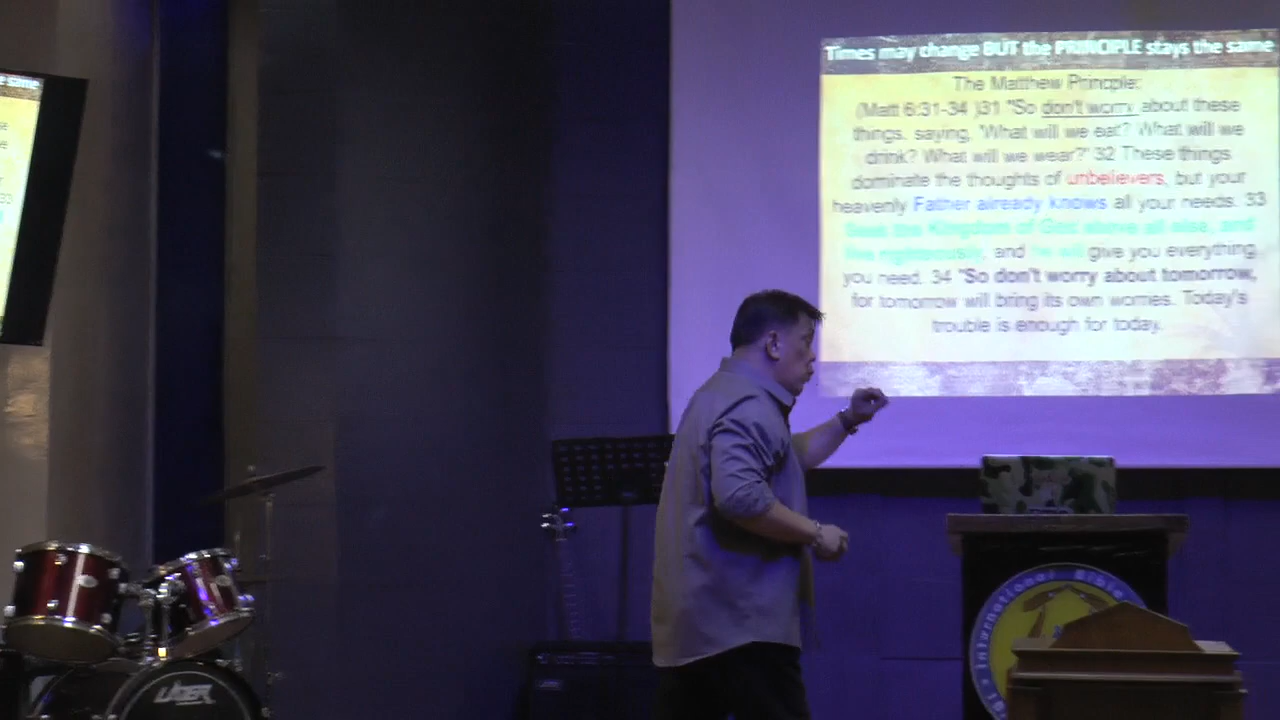 Times may change BUT the PRINCIPLE stays the same
The Matthew Principle:
(Matt 6:31-34 )31 "So don't worry about these
things, saying, 'What will we eat? What will we
drink? What will we wear?' 32 These things
dominate the thoughts of unbelievers, but your
heavenly Father already knows all your needs. 33
Seek the Kingdom of God above all else, and
live righteously, and he will give you everything
you need. 34 "So don't worry about tomorrow,
for tomorrow will bring its own worries. Today's
trouble is enough for today.
International Bible
LAZER